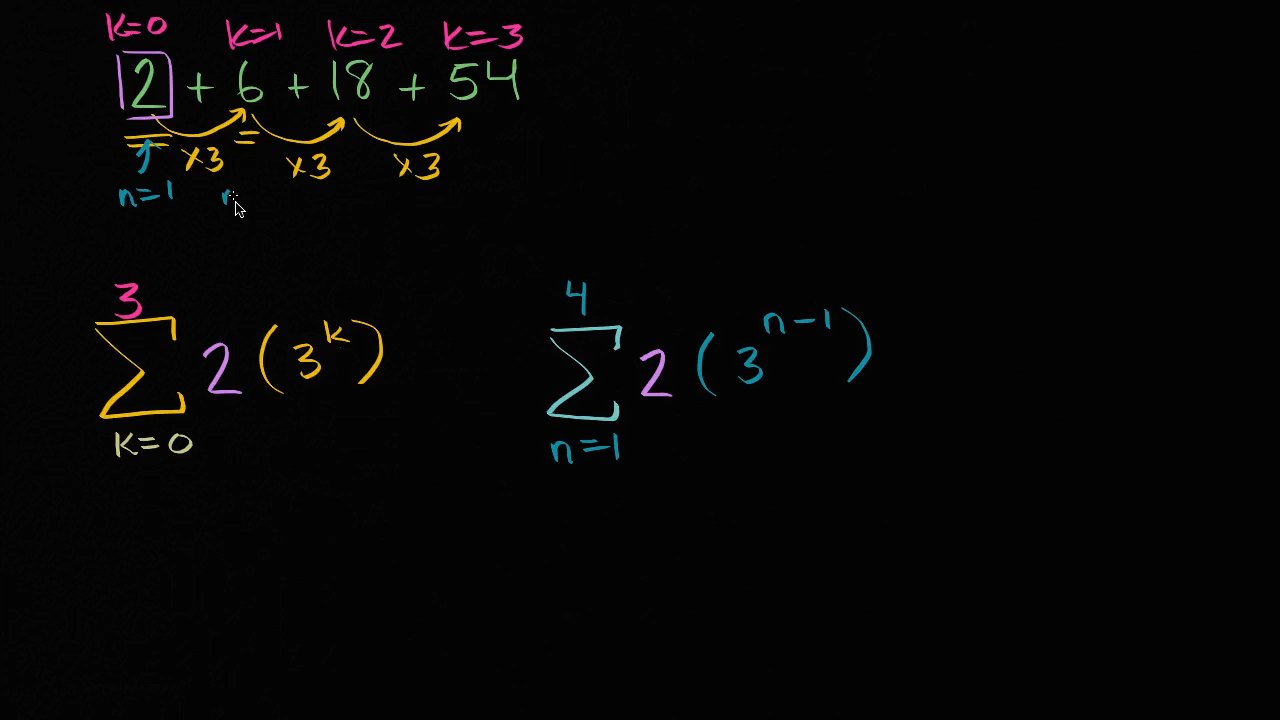 k=0 k=1 k=2 k=3
2 + 6 + 18 + 54
×3 ×3 ×3
n=1 n
3 4
∑ 2 (3^k) ∑ 2 (3^{n-1})
k=0 n=1